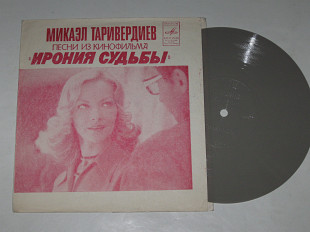 МИКАЭЛ ТАРИВЕРДИЕВ
ПЕСНИ ИЗ КИНОФИЛЬМА
«ИРОНИЯ СУДЬБЫ»